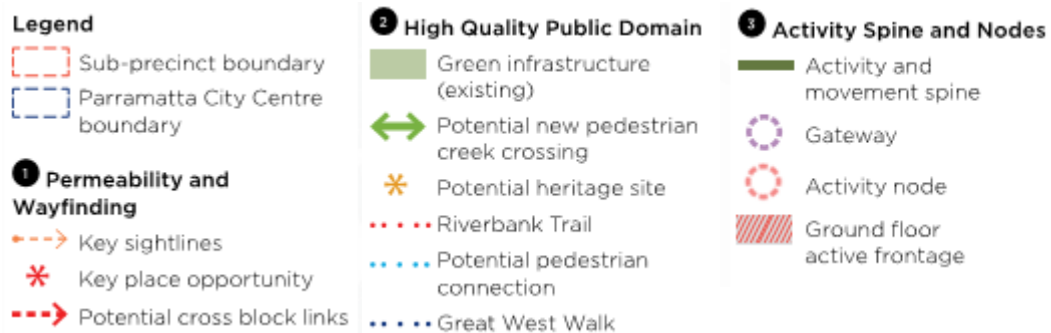 Legend
Sub-precinct boundary
Parramatta City Centre
boundary
1 Permeability and
Wayfinding
Key sightlines
Key place opportunity
Potential cross block links
2 High Quality Public Domain
Green infrastructure
(existing)
Potential new pedestrian
creek crossing
Potential heritage site
Riverbank Trail
Potential pedestrian
connection
Great West Walk
3 Activity Spine and Nodes
Activity and
movement spine
Gateway
Activity node
Ground floor
active frontage